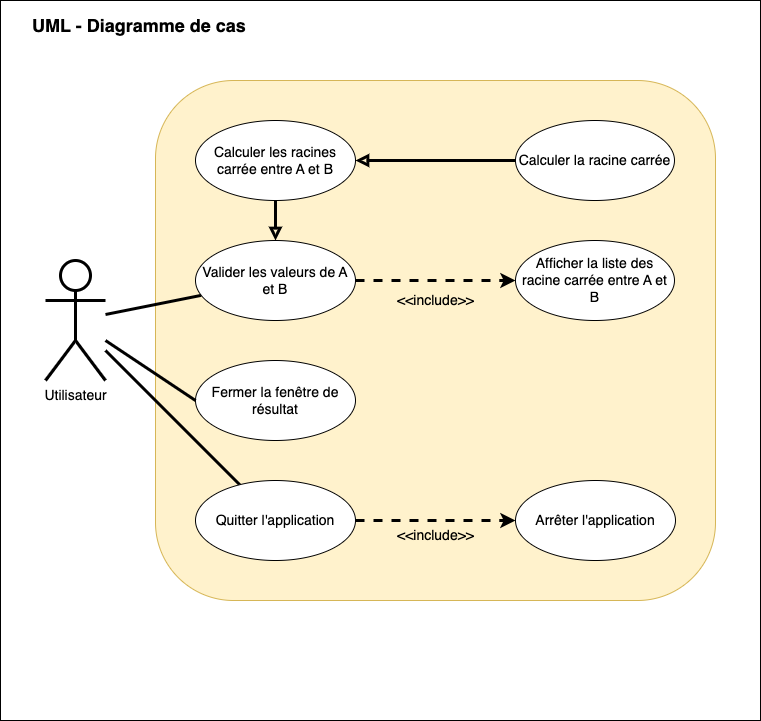 UML - Diagramme de cas
Calculer les racines
carrée entre A et B
Calculer la racine carrée
Valider les valeurs de A
et B
<<include>>
Afficher la liste des
racine carrée entre A et
B
Utilisateur
Fermer la fenêtre de
résultat
Quitter l'application
<<include>>
Arrêter l'application